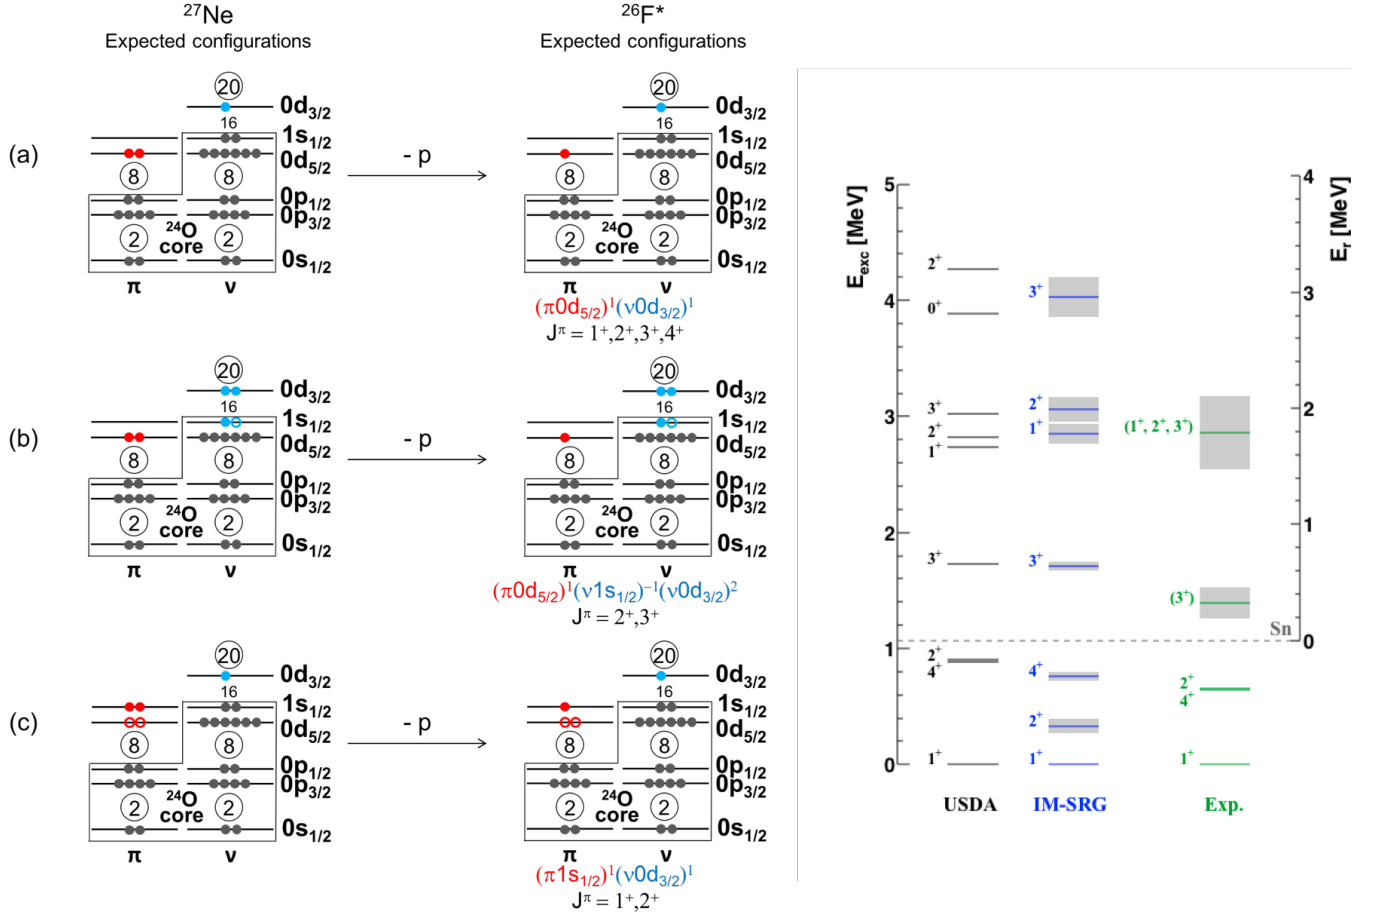 ²⁷Ne
Expected configurations
²⁶F*
Expected configurations
(a)
20
0d3/2
16
1s1/2
0d5/2
8
8
0p1/2
0p3/2
²⁴O
core
2
2
0s1/2
π
ν
- p
20
0d3/2
16
1s1/2
0d5/2
8
8
0p1/2
0p3/2
²⁴O
core
2
2
0s1/2
π
ν
(π0d5/2)¹(ν0d3/2)¹
Jπ = 1⁺,2⁺,3⁺,4⁺
(b)
20
0d3/2
16
1s1/2
0d5/2
8
8
0p1/2
0p3/2
²⁴O
core
2
2
0s1/2
π
ν
- p
20
0d3/2
16
1s1/2
0d5/2
8
8
0p1/2
0p3/2
²⁴O
core
2
2
0s1/2
π
ν
(π0d5/2)¹(ν1s1/2)⁻¹(ν0d3/2)²
Jπ = 2⁺,3⁺
(c)
20
0d3/2
16
1s1/2
0d5/2
8
8
0p1/2
0p3/2
²⁴O
core
2
2
0s1/2
π
ν
- p
20
0d3/2
16
1s1/2
0d5/2
8
8
0p1/2
0p3/2
²⁴O
core
2
2
0s1/2
π
ν
(π1s1/2)¹(ν0d3/2)¹
Jπ = 1⁺,2⁺
Eexc [MeV]
5
4
3
2
1
0
2⁺
0⁺
3⁺
2⁺
1⁺
3⁺
2⁺
4⁺
1⁺
USDA
3⁺
2⁺
1⁺
3⁺
4⁺
2⁺
1⁺
IM-SRG
(1⁺, 2⁺, 3⁺)
(3⁺)
2⁺
4⁺
1⁺
Exp.
Sn
Er [MeV]
4
3
2
1
0